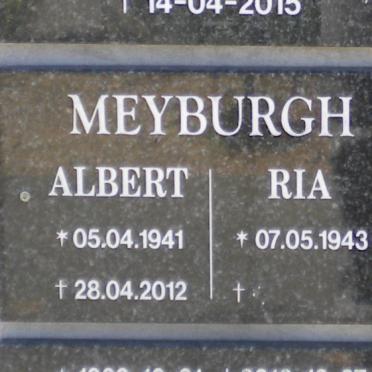 † 14-04-2015
MEYBURGH
ALBERT RIA
* 05.04.1941 * 07.05.1943
† 28.04.2012 †